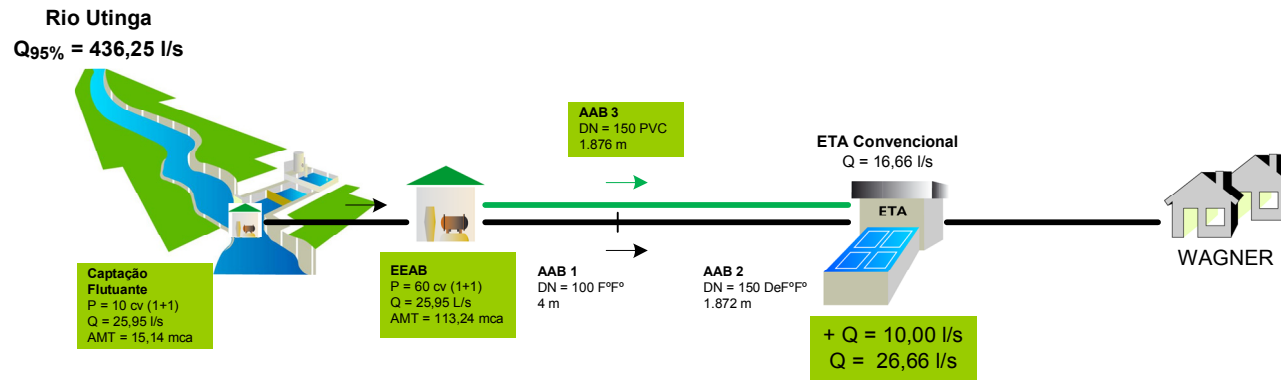 Rio Utinga
Q95% = 436,25 l/s
AAB 3
DN = 150 PVC
1.876 m
ETA Convencional
Q = 16,66 l/s
ETA
WAGNER
Captação
Flutuante
P = 10 cv (1+1)
Q = 25,95 l/s
AMT = 15,14 mca
EEAB
P = 60 cv (1+1)
Q = 25,95 L/s
AMT = 113,24 mca
AAB 1
DN = 100 FºFº
4 m
AAB 2
DN = 150 DeFºFº
1.872 m
+ Q = 10,00 l/s
Q = 26,66 l/s